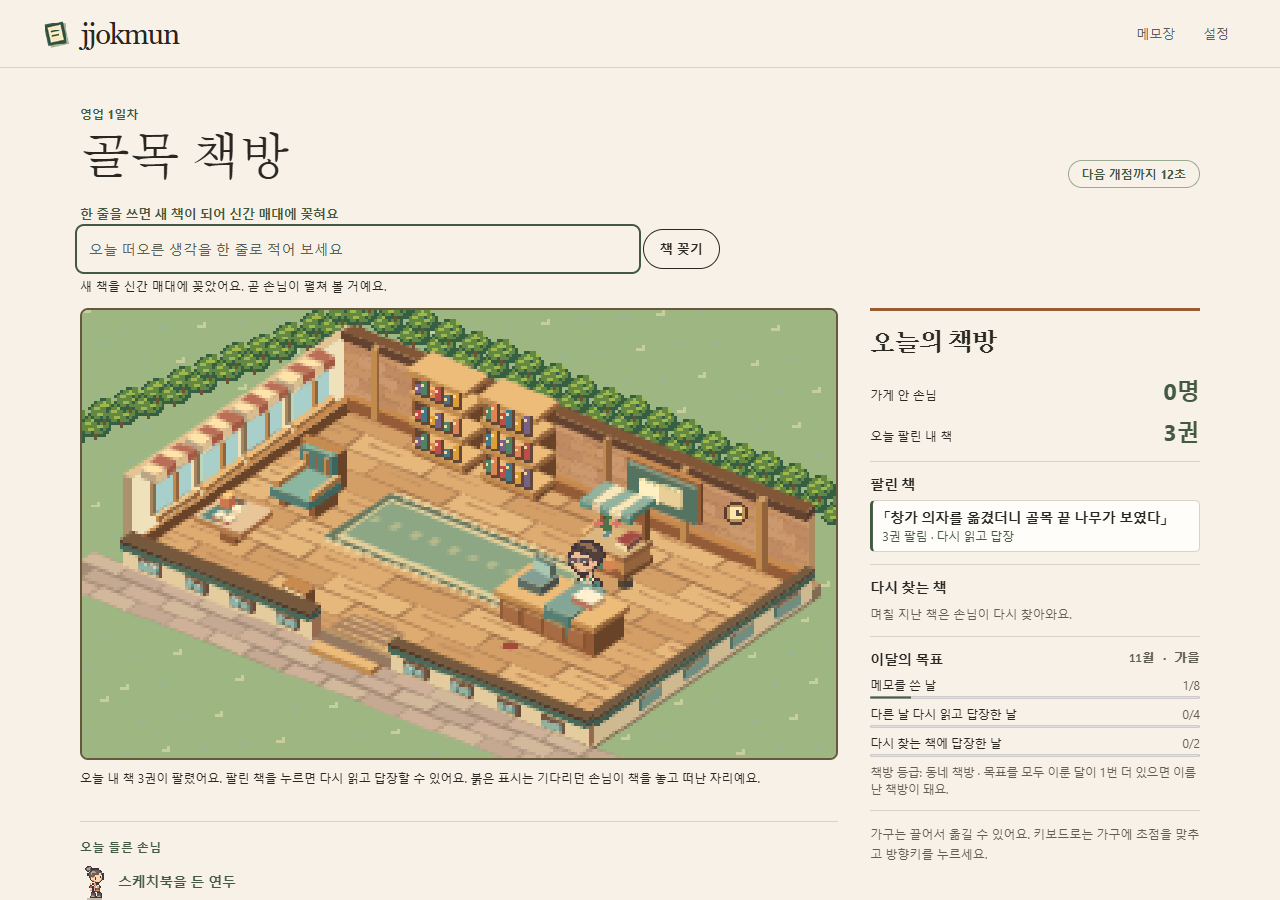 jjokmun
메모장
설정
영업 1일차
골목 책방
다음 개점까지 12초
한 줄을 쓰면 새 책이 되어 신간 매대에 꽂혀요
오늘 떠오른 생각을 한 줄로 적어 보세요
책 꽂기
새 책을 신간 매대에 꽂았어요. 곧 손님이 펼쳐 볼 거예요.
오늘의 책방
가게 안 손님
0명
오늘 팔린 내 책
3권
팔린 책
「창가 의자를 옮겼더니 골목 끝 나무가 보였다」
3권 팔림 · 다시 읽고 답장
다시 찾는 책
며칠 지난 책은 손님이 다시 찾아와요.
이달의 목표
11월 · 가을
메모를 쓴 날
1/8
다른 날 다시 읽고 답장한 날
0/4
다시 찾는 책에 답장한 날
0/2
책방 등급: 동네 책방 · 목표를 모두 이룬 달이 1번 더 있으면 이름
난 책방이 돼요.
가구는 끌어서 옮길 수 있어요. 키보드로는 가구에 초점을 맞추
고 방향키를 누르세요.
오늘 내 책 3권이 팔렸어요. 팔린 책을 누르면 다시 읽고 답장할 수 있어요. 붉은 표시는 기다리던 손님이 책을 놓고 떠난 자리예요.
오늘 들른 손님
스케치북을 든 연두